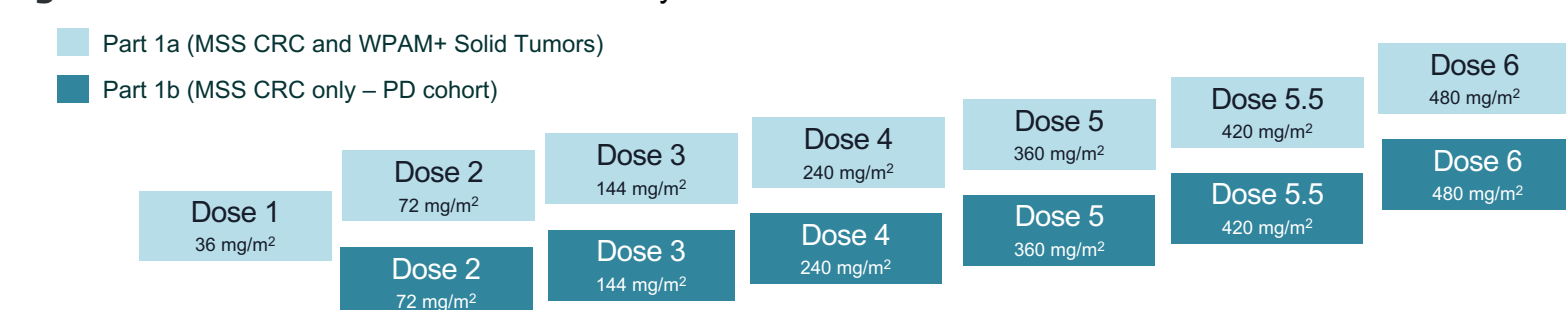 Part 1a (MSS CRC and WPAM+ Solid Tumors)
Part 1b (MSS CRC only – PD cohort)
Dose 1
36 mg/m²
Dose 2
72 mg/m²
Dose 3
144 mg/m²
Dose 4
240 mg/m²
Dose 5
360 mg/m²
Dose 5.5
420 mg/m²
Dose 6
480 mg/m²
Dose 2
72 mg/m²
Dose 3
144 mg/m²
Dose 4
240 mg/m²
Dose 5
360 mg/m²
Dose 5.5
420 mg/m²
Dose 6
480 mg/m²